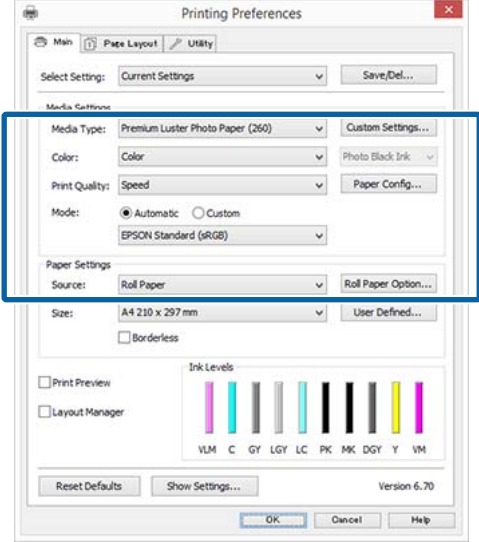 Printing Preferences
Main Page Layout Utility
Select Setting: Current Settings Save/Del...
Media Settings
Media Type: Premium Luster Photo Paper (260) Custom Settings...
Color: Color Photo Black Ink
Print Quality: Speed Paper Config...
Mode: Automatic Custom
EPSON Standard (sRGB)
Paper Settings
Source: Roll Paper Roll Paper Option...
Size: A4 210 x 297 mm User Defined...
Borderless
Ink Levels
Print Preview
Layout Manager
VLM C GY LGY LC PK MK DGY Y VM
Reset Defaults Show Settings... Version 6.70
OK Cancel Help